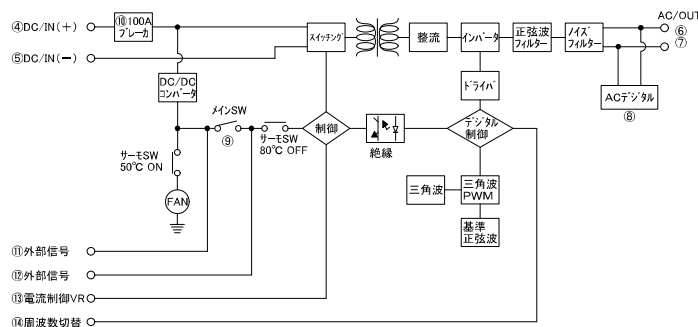 ④DC/IN(+)
⑩100A
ブレーカ
スイッチング
整流
インバータ
正弦波
フィルター
ノイズ
フィルター
AC/OUT
⑥
⑦
⑤DC/IN(−)
DC/DC
コンバータ
ドライバ
ACデジタル
⑧
メインSW
⑨
サーモSW
80℃ OFF
制御
絶縁
デジタル
制御
サーモSW
50℃ ON
FAN
三角波
三角波
PWM
基準
正弦波
⑪外部信号
⑫外部信号
⑬電流制御VR
⑭周波数切替